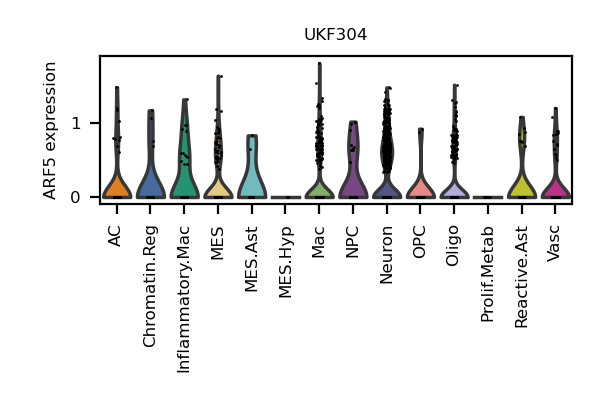 UKF304
ARF5 expression
1
0
AC
Chromatin.Reg
Inflammatory.Mac
MES
MES.Ast
MES.Hyp
Mac
NPC
Neuron
OPC
Oligo
Prolif.Metab
Reactive.Ast
Vasc